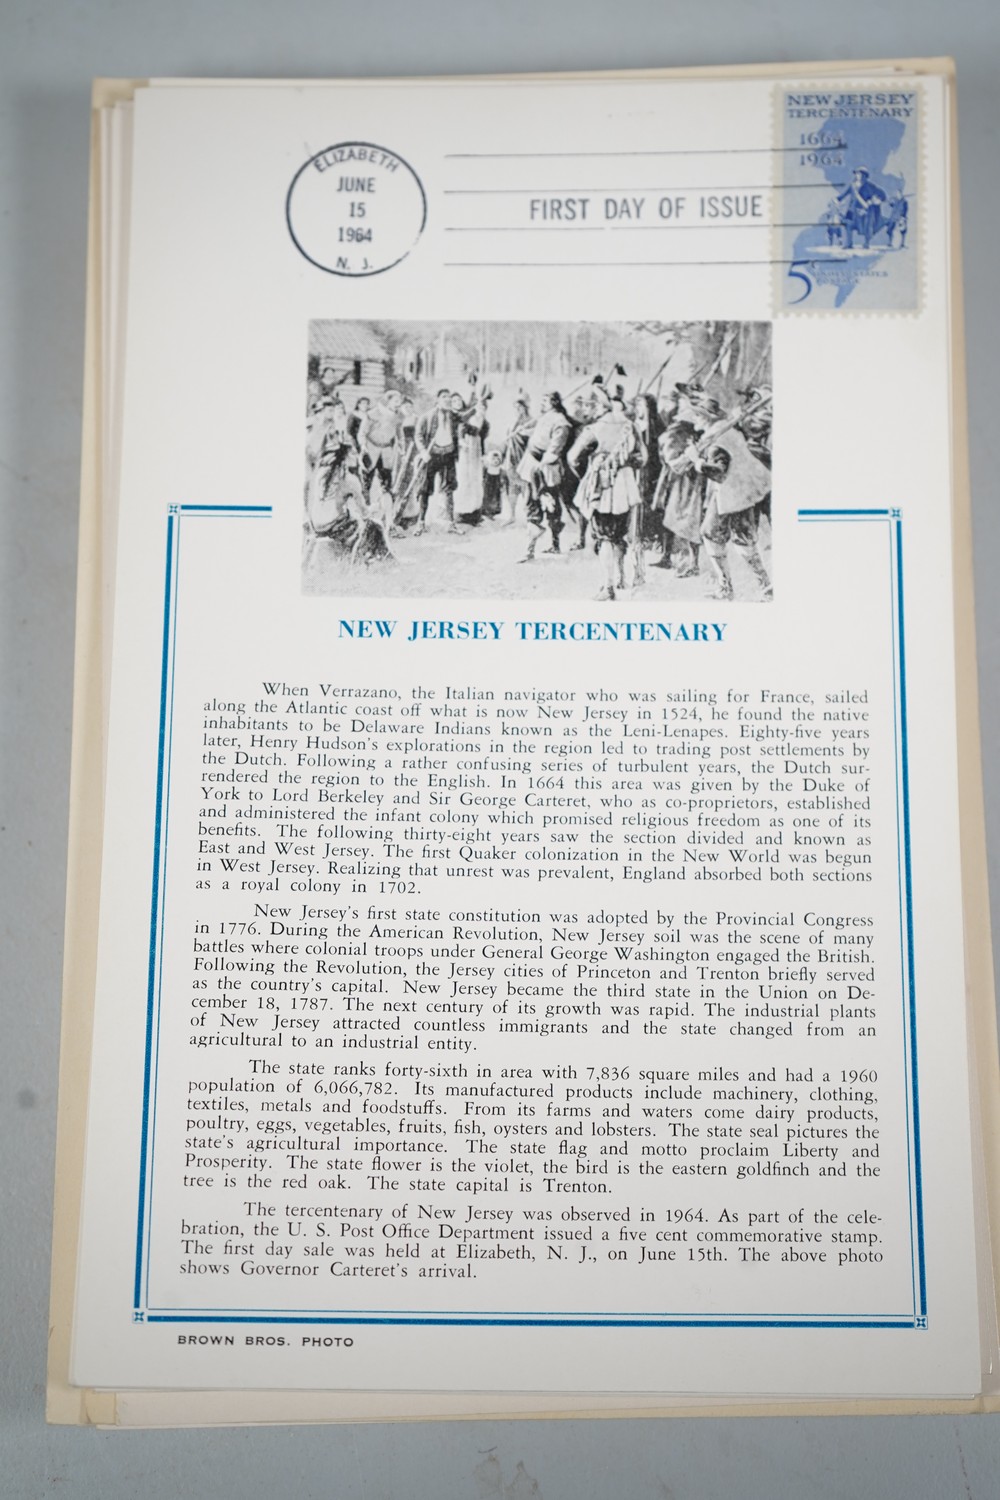 ELIZABETH
JUNE
15
1964
N. J.
FIRST DAY OF ISSUE
NEW JERSEY
TERCENTENARY
1664
1964
5c
UNITED STATES
POSTAGE
NEW JERSEY TERCENTENARY
When Verrazano, the Italian navigator who was sailing for France, sailed
along the Atlantic coast off what is now New Jersey in 1524, he found the native
inhabitants to be Delaware Indians known as the Leni-Lenapes. Eighty-five years
later, Henry Hudson's explorations in the region led to trading post settlements by
the Dutch. Following a rather confusing series of turbulent years, the Dutch sur-
rendered the region to the English. In 1664 this area was given by the Duke of
York to Lord Berkeley and Sir George Carteret, who as co-proprietors, established
and administered the infant colony which promised religious freedom as one of its
benefits. The following thirty-eight years saw the section divided and known as
East and West Jersey. The first Quaker colonization in the New World was begun
in West Jersey. Realizing that unrest was prevalent, England absorbed both sections
as a royal colony in 1702.
New Jersey's first state constitution was adopted by the Provincial Congress
in 1776. During the American Revolution, New Jersey soil was the scene of many
battles where colonial troops under General George Washington engaged the British.
Following the Revolution, the Jersey cities of Princeton and Trenton briefly served
as the country's capital. New Jersey became the third state in the Union on De-
cember 18, 1787. The next century of its growth was rapid. The industrial plants
of New Jersey attracted countless immigrants and the state changed from an
agricultural to an industrial entity.
The state ranks forty-sixth in area with 7,836 square miles and had a 1960
population of 6,066,782. Its manufactured products include machinery, clothing,
textiles, metals and foodstuffs. From its farms and waters come dairy products,
poultry, eggs, vegetables, fruits, fish, oysters and lobsters. The state seal pictures the
state's agricultural importance. The state flag and motto proclaim Liberty and
Prosperity. The state flower is the violet, the bird is the eastern goldfinch and the
tree is the red oak. The state capital is Trenton.
The tercentenary of New Jersey was observed in 1964. As part of the cele-
bration, the U. S. Post Office Department issued a five cent commemorative stamp.
The first day sale was held at Elizabeth, N. J., on June 15th. The above photo
shows Governor Carteret's arrival.
BROWN BROS. PHOTO